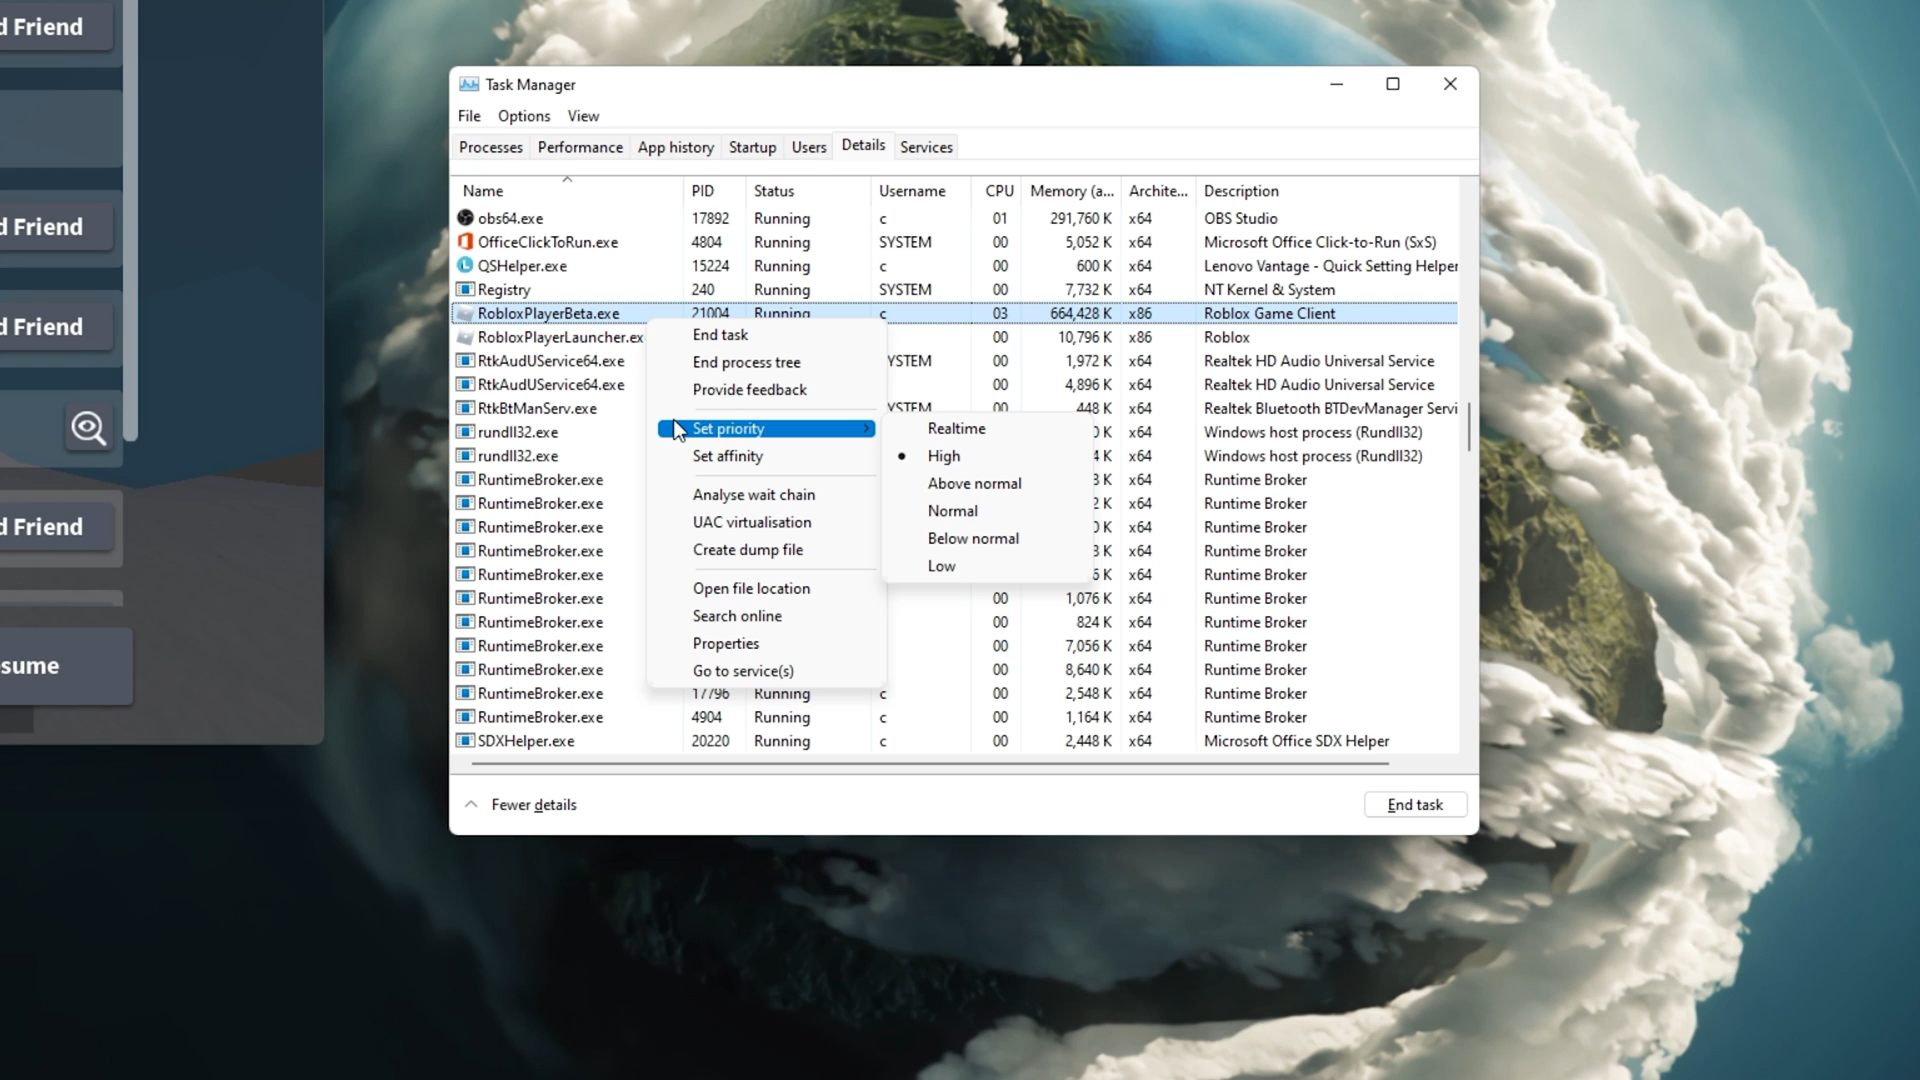 d Friend
d Friend
d Friend
d Friend
sume
Task Manager
File Options View
Processes Performance App history Startup Users Details Services
Name PID Status Username CPU Memory (a... Archite... Description
obs64.exe 17892 Running c 01 291,760 K x64 OBS Studio
OfficeClickToRun.exe 4804 Running SYSTEM 00 5,052 K x64 Microsoft Office Click-to-Run (SxS)
QSHelper.exe 15224 Running c 00 600 K x64 Lenovo Vantage - Quick Setting Helper
Registry 240 Running SYSTEM 00 7,732 K x64 NT Kernel & System
RobloxPlayerBeta.exe 21004 Running c 03 664,428 K x86 Roblox Game Client
RobloxPlayerLauncher.ex 00 10,796 K x86 Roblox
RtkAudUService64.exe YSTEM 00 1,972 K x64 Realtek HD Audio Universal Service
RtkAudUService64.exe 00 4,896 K x64 Realtek HD Audio Universal Service
RtkBtManServ.exe YSTEM 00 448 K x64 Realtek Bluetooth BTDevManager Servi
rundll32.exe 0 K x64 Windows host process (Rundll32)
rundll32.exe 4 K x64 Windows host process (Rundll32)
RuntimeBroker.exe 8 K x64 Runtime Broker
RuntimeBroker.exe 2 K x64 Runtime Broker
RuntimeBroker.exe 0 K x64 Runtime Broker
RuntimeBroker.exe 8 K x64 Runtime Broker
RuntimeBroker.exe 6 K x64 Runtime Broker
RuntimeBroker.exe 00 1,076 K x64 Runtime Broker
RuntimeBroker.exe 00 824 K x64 Runtime Broker
RuntimeBroker.exe 00 7,056 K x64 Runtime Broker
RuntimeBroker.exe 00 8,640 K x64 Runtime Broker
RuntimeBroker.exe 17796 Running c 00 2,548 K x64 Runtime Broker
RuntimeBroker.exe 4904 Running c 00 1,164 K x64 Runtime Broker
SDXHelper.exe 20220 Running c 00 2,448 K x64 Microsoft Office SDX Helper
End task
End process tree
Provide feedback
Set priority
Set affinity
Analyse wait chain
UAC virtualisation
Create dump file
Open file location
Search online
Properties
Go to service(s)
Realtime
High
Above normal
Normal
Below normal
Low
Fewer details
End task